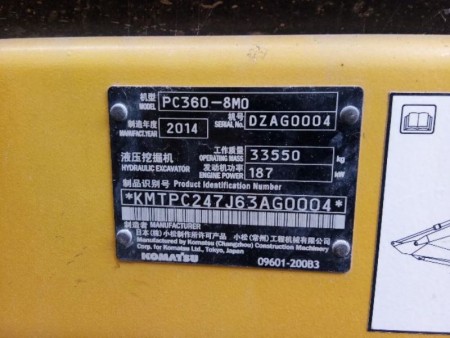 机型 MODEL PC360-8M0
制造年度 MANUFACT.YEAR 2014 机号 SERIAL No. DZAG0004
液压挖掘机 HYDRAULIC EXCAVATOR
工作质量 OPERATING MASS 33550 kg
发动机功率 ENGINE POWER 187 kW
制品识别号 Product Identification Number
*KMTPC247J63AG0004*
MANUFACTURER
日本(株)小松制作所许可产品 小松(常州)工程机械有限公司
Manufactured by Komatsu (Changzhou) Construction Machinery
Corp. for Komatsu Ltd., Tokyo, Japan
KOMATSU 09601-200B3